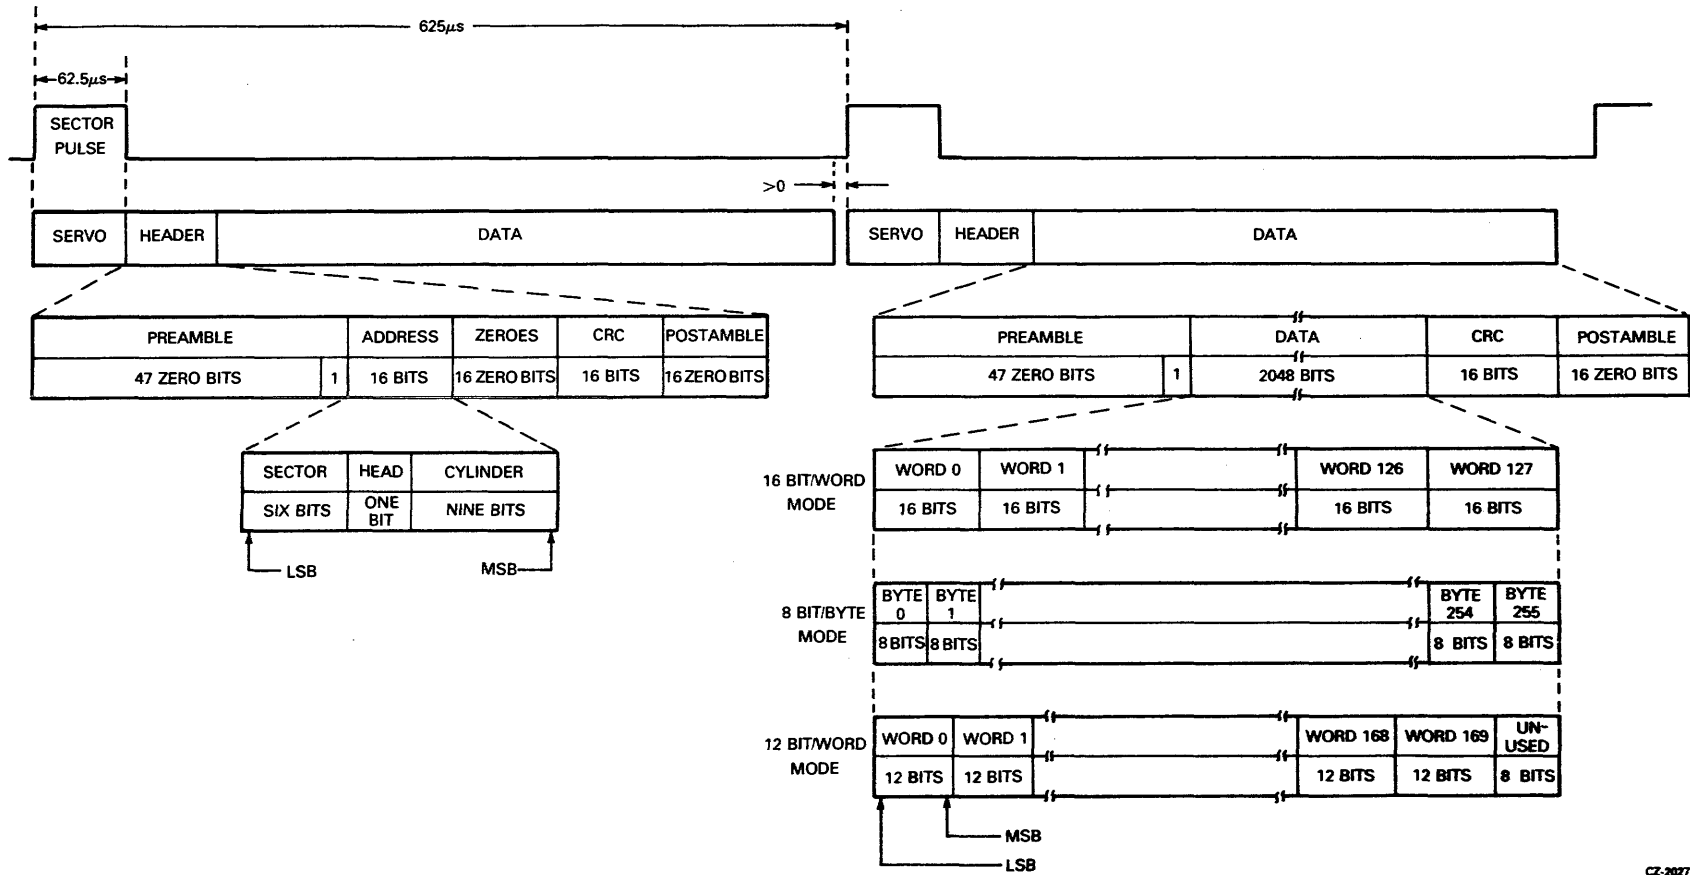 625µs
62.5µs
SECTOR
PULSE
>0
SERVO HEADER DATA SERVO HEADER DATA
PREAMBLE ADDRESS ZEROES CRC POSTAMBLE
47 ZERO BITS 1 16 BITS 16 ZERO BITS 16 BITS 16 ZERO BITS
SECTOR HEAD CYLINDER
SIX BITS ONE BIT NINE BITS
LSB MSB
PREAMBLE DATA CRC POSTAMBLE
47 ZERO BITS 1 2048 BITS 16 BITS 16 ZERO BITS
16 BIT/WORD
MODE
WORD 0 WORD 1 WORD 126 WORD 127
16 BITS 16 BITS 16 BITS 16 BITS
8 BIT/BYTE
MODE
BYTE 0 BYTE 1 BYTE 254 BYTE 255
8 BITS 8 BITS 8 BITS 8 BITS
12 BIT/WORD
MODE
WORD 0 WORD 1 WORD 168 WORD 169 UN-
USED
12 BITS 12 BITS 12 BITS 12 BITS 8 BITS
MSB
LSB
CZ-2027